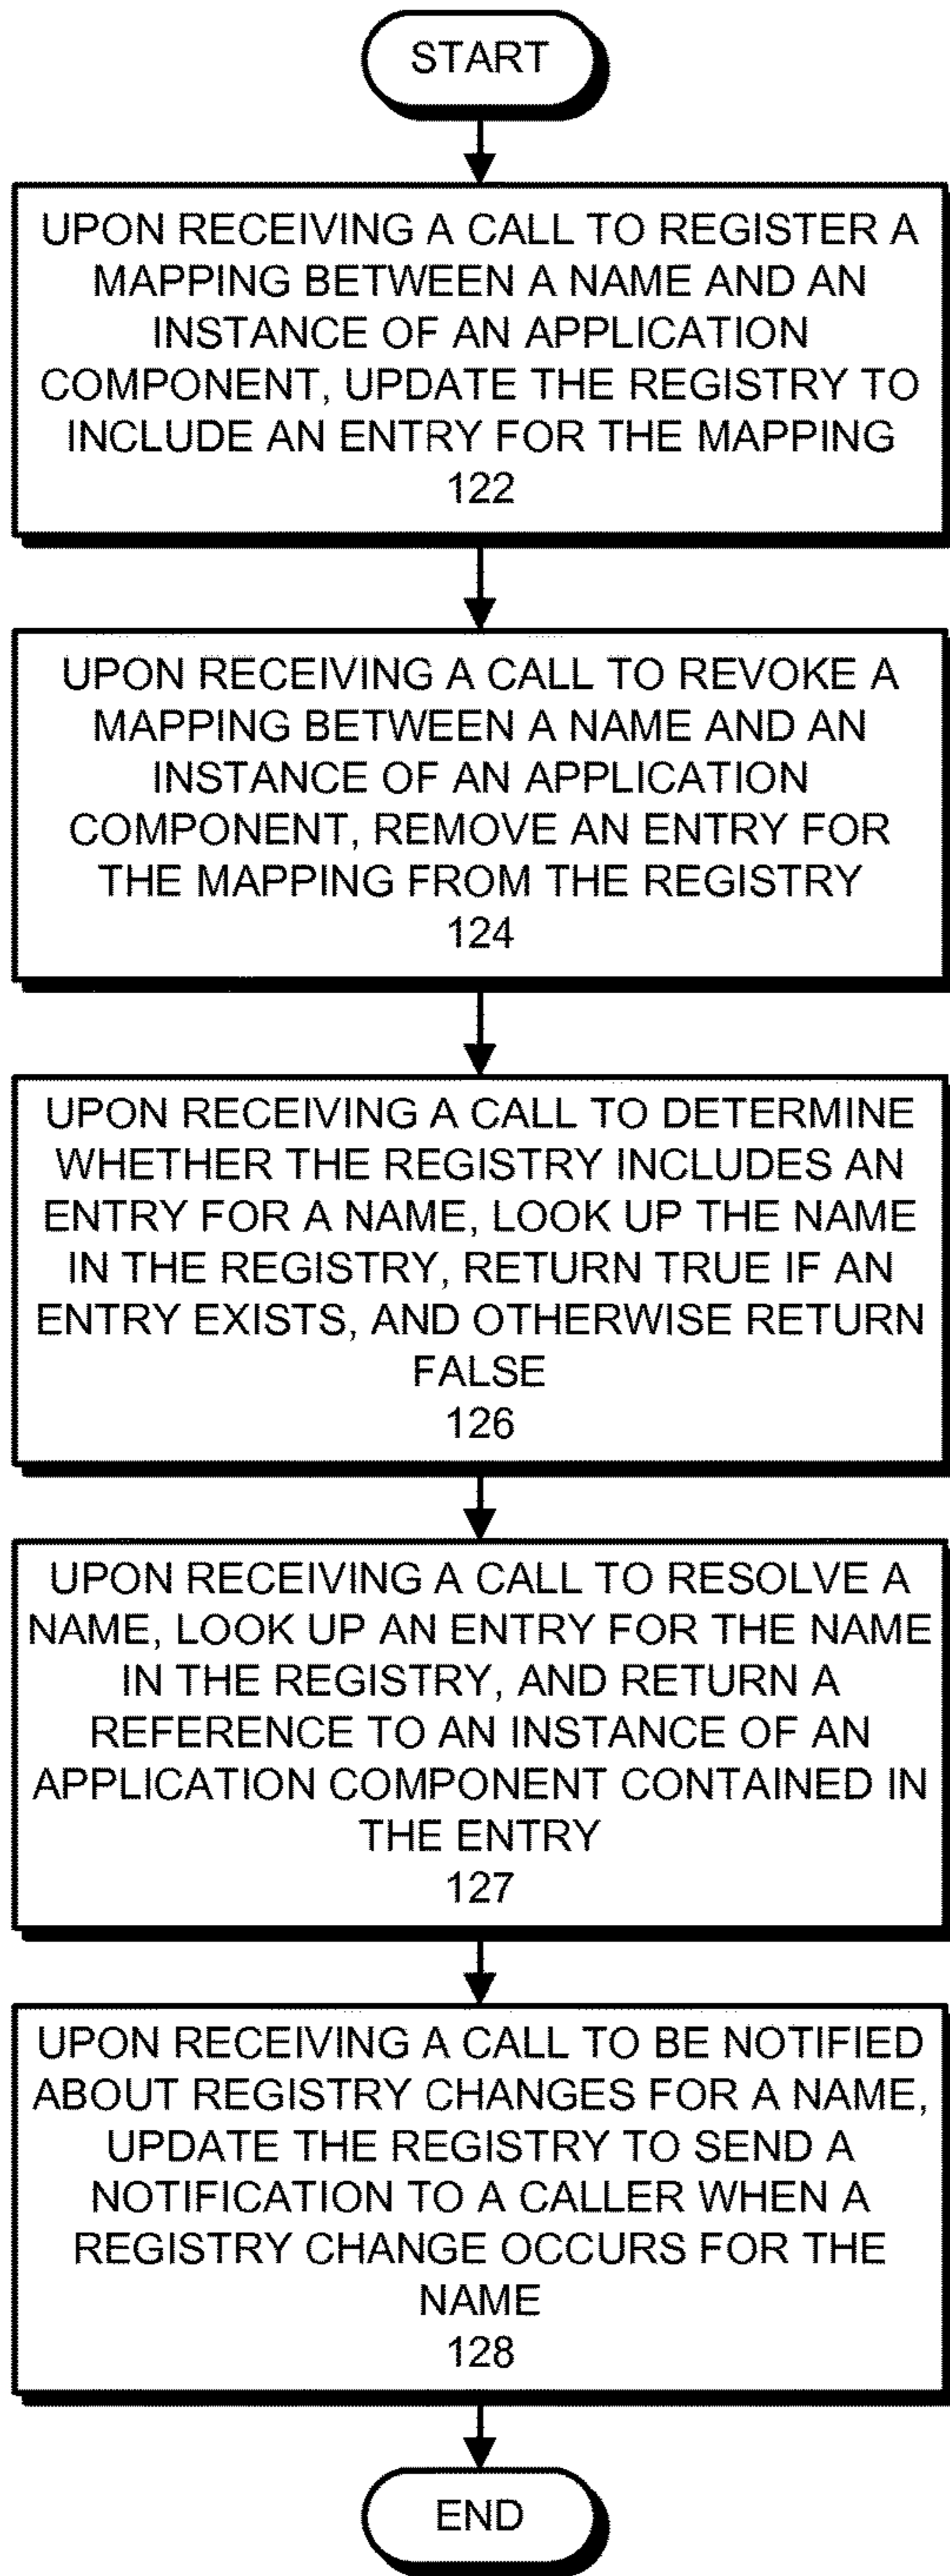 START
UPON RECEIVING A CALL TO REGISTER A
MAPPING BETWEEN A NAME AND AN
INSTANCE OF AN APPLICATION
COMPONENT, UPDATE THE REGISTRY TO
INCLUDE AN ENTRY FOR THE MAPPING
122
UPON RECEIVING A CALL TO REVOKE A
MAPPING BETWEEN A NAME AND AN
INSTANCE OF AN APPLICATION
COMPONENT, REMOVE AN ENTRY FOR
THE MAPPING FROM THE REGISTRY
124
UPON RECEIVING A CALL TO DETERMINE
WHETHER THE REGISTRY INCLUDES AN
ENTRY FOR A NAME, LOOK UP THE NAME
IN THE REGISTRY, RETURN TRUE IF AN
ENTRY EXISTS, AND OTHERWISE RETURN
FALSE
126
UPON RECEIVING A CALL TO RESOLVE A
NAME, LOOK UP AN ENTRY FOR THE NAME
IN THE REGISTRY, AND RETURN A
REFERENCE TO AN INSTANCE OF AN
APPLICATION COMPONENT CONTAINED IN
THE ENTRY
127
UPON RECEIVING A CALL TO BE NOTIFIED
ABOUT REGISTRY CHANGES FOR A NAME,
UPDATE THE REGISTRY TO SEND A
NOTIFICATION TO A CALLER WHEN A
REGISTRY CHANGE OCCURS FOR THE
NAME
128
END